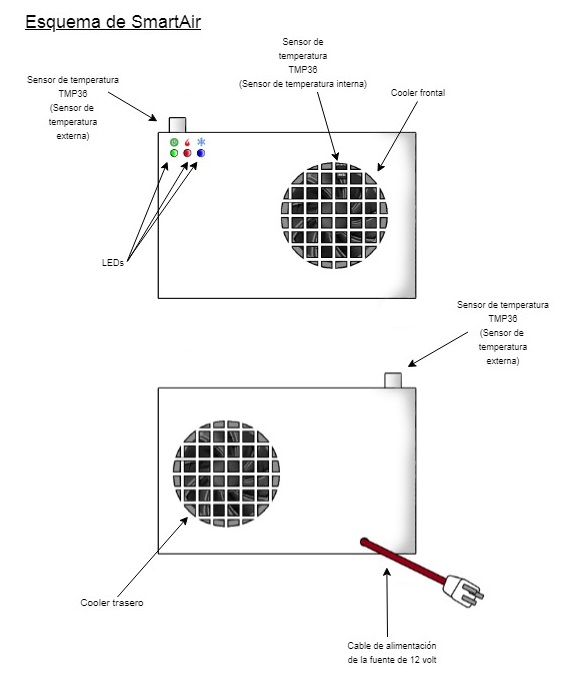 Esquema de SmartAir
Sensor de
temperatura
TMP36
(Sensor de temperatura interna)
Sensor de temperatura
TMP36
(Sensor de
temperatura
externa)
Cooler frontal
LEDs
Sensor de temperatura
TMP36
(Sensor de
temperatura
externa)
Cooler trasero
Cable de alimentación
de la fuente de 12 volt